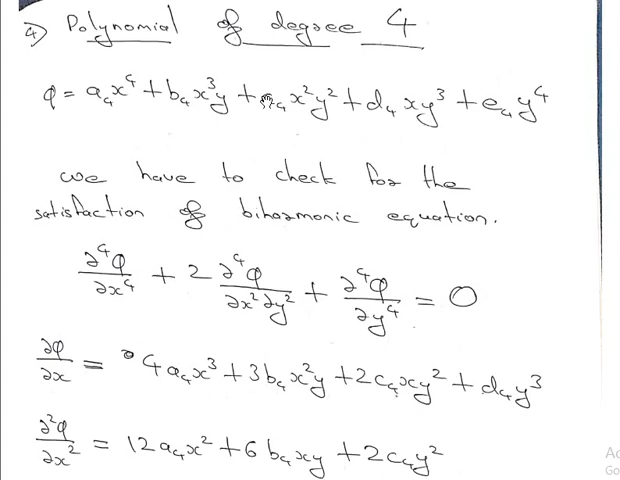 4) Polynomial of degree 4
φ = a₄x⁴ + b₄x³y + c₄x²y² + d₄xy³ + e₄y⁴
we have to check for the
satisfaction of biharmonic equation.
∂⁴φ/∂x⁴ + 2 ∂⁴φ/∂x²∂y² + ∂⁴φ/∂y⁴ = 0
∂φ/∂x = 4a₄x³ + 3b₄x²y + 2c₄xy² + d₄y³
∂²φ/∂x² = 12a₄x² + 6b₄xy + 2c₄y²
Ac
Go